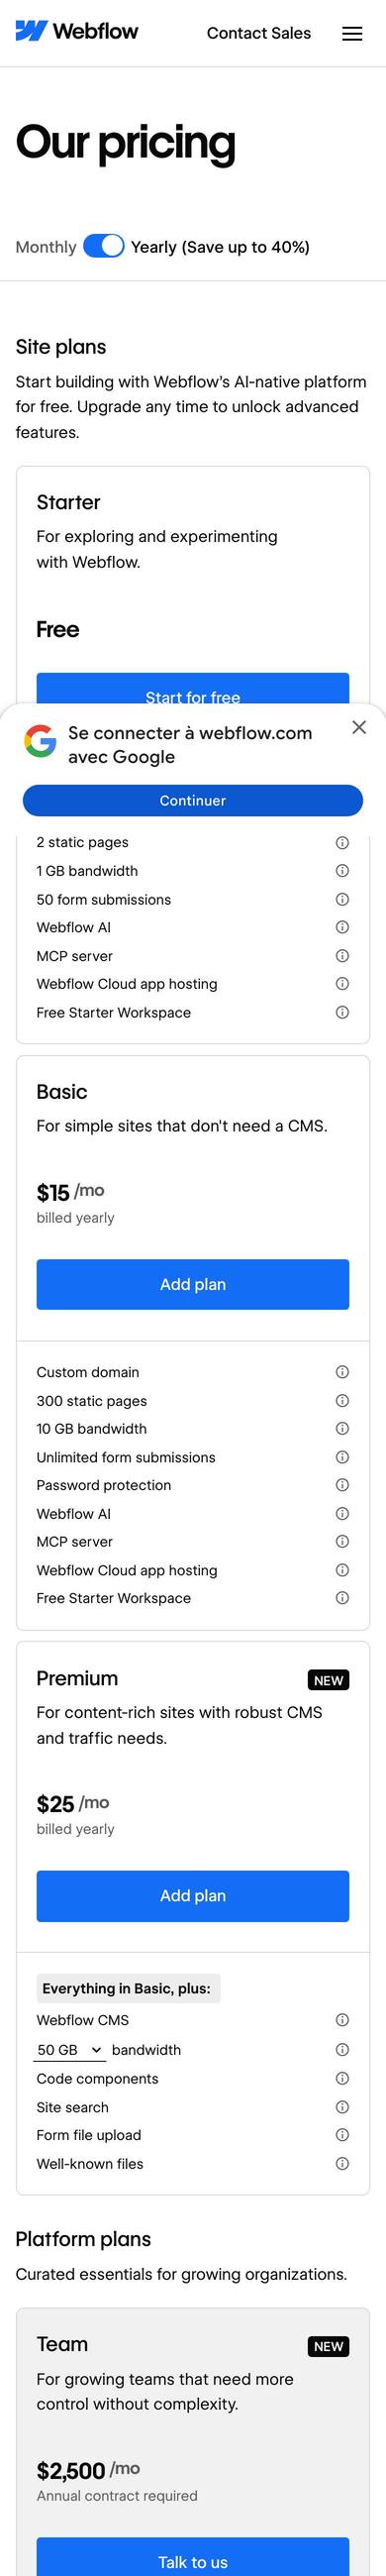 Webflow
Contact Sales
Our pricing
Monthly
Yearly (Save up to 40%)
Site plans
Start building with Webflow's AI-native platform
for free. Upgrade any time to unlock advanced
features.
Starter
For exploring and experimenting
with Webflow.
Free
Start for free
Se connecter à webflow.com
avec Google
Continuer
2 static pages
1 GB bandwidth
50 form submissions
Webflow AI
MCP server
Webflow Cloud app hosting
Free Starter Workspace
Basic
For simple sites that don't need a CMS.
$15 /mo
billed yearly
Add plan
Custom domain
300 static pages
10 GB bandwidth
Unlimited form submissions
Password protection
Webflow AI
MCP server
Webflow Cloud app hosting
Free Starter Workspace
Premium
NEW
For content-rich sites with robust CMS
and traffic needs.
$25 /mo
billed yearly
Add plan
Everything in Basic, plus:
Webflow CMS
50 GB bandwidth
Code components
Site search
Form file upload
Well-known files
Platform plans
Curated essentials for growing organizations.
Team
NEW
For growing teams that need more
control without complexity.
$2,500 /mo
Annual contract required
Talk to us